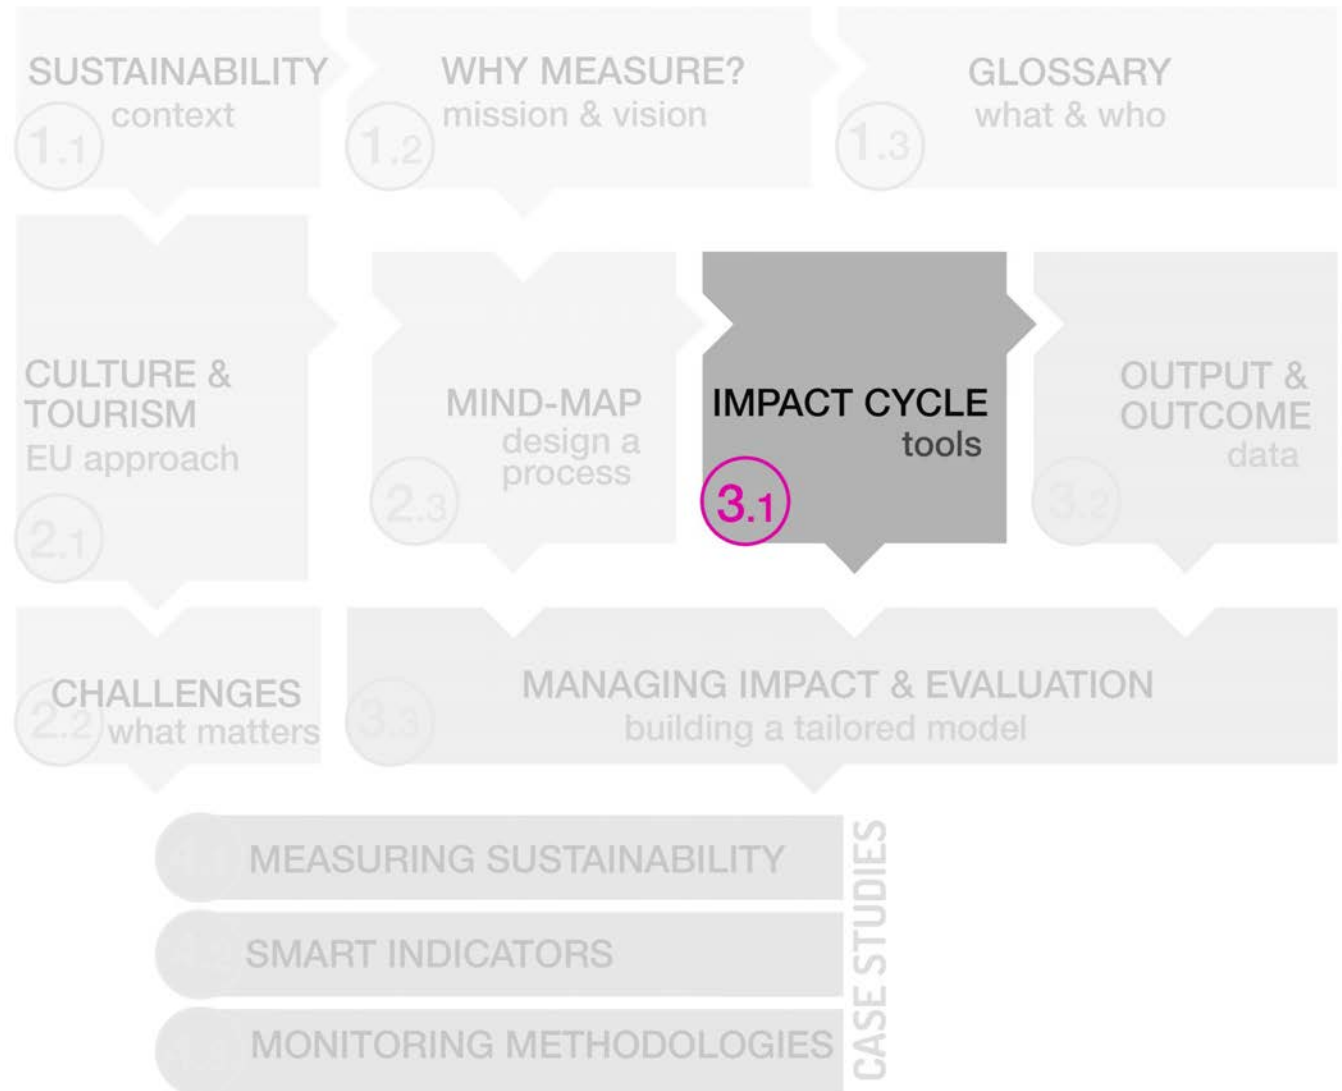 SUSTAINABILITY
context
1.1
WHY MEASURE?
mission & vision
1.2
GLOSSARY
what & who
1.3
CULTURE &
TOURISM
EU approach
2.1
MIND-MAP
design a
process
2.3
IMPACT CYCLE
tools
3.1
OUTPUT &
OUTCOME
data
3.2
CHALLENGES
what matters
2.2
MANAGING IMPACT & EVALUATION
building a tailored model
3.3
MEASURING SUSTAINABILITY
SMART INDICATORS
MONITORING METHODOLOGIES
CASE STUDIES